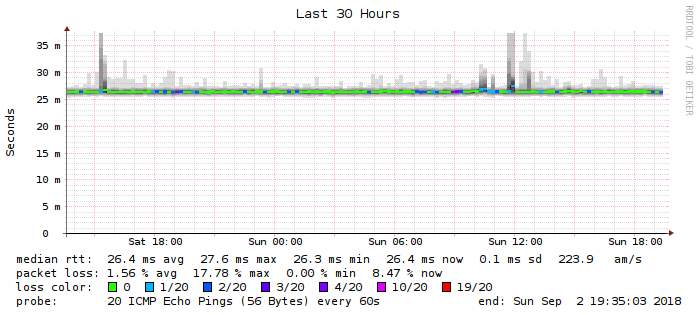 Last 30 Hours
RRDTOOL / TOBI OETIKER
Seconds
35 m
30 m
25 m
20 m
15 m
10 m
5 m
0
Sat 18:00 Sun 00:00 Sun 06:00 Sun 12:00 Sun 18:00
median rtt: 26.4 ms avg 27.6 ms max 26.3 ms min 26.4 ms now 0.1 ms sd 223.9 am/s
packet loss: 1.56 % avg 17.78 % max 0.00 % min 8.47 % now
loss color: 0 1/20 2/20 3/20 4/20 10/20 19/20
probe: 20 ICMP Echo Pings (56 Bytes) every 60s end: Sun Sep 2 19:35:03 2018